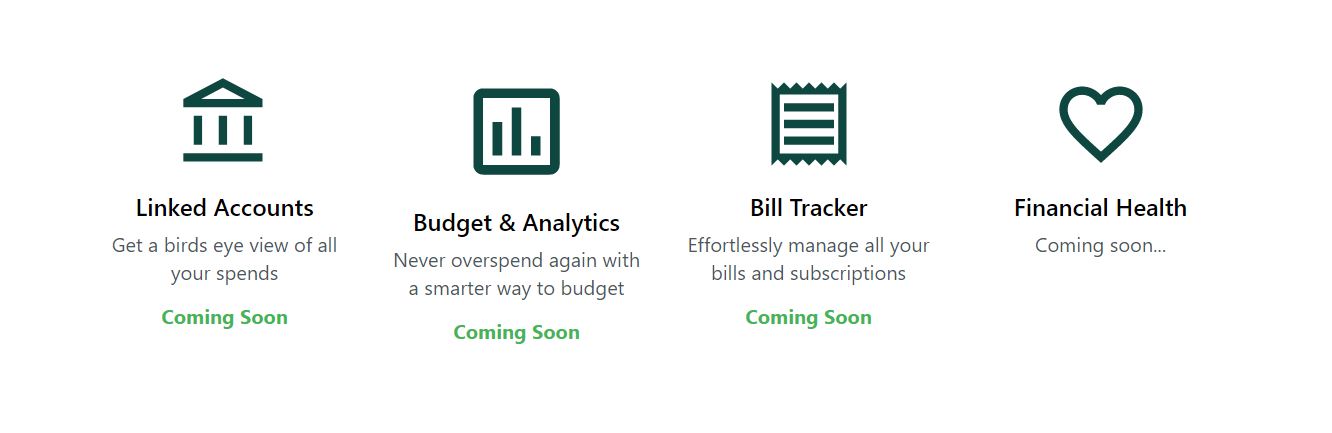 Linked Accounts
Get a birds eye view of all
your spends
Coming Soon
Budget & Analytics
Never overspend again with
a smarter way to budget
Coming Soon
Bill Tracker
Effortlessly manage all your
bills and subscriptions
Coming Soon
Financial Health
Coming soon...